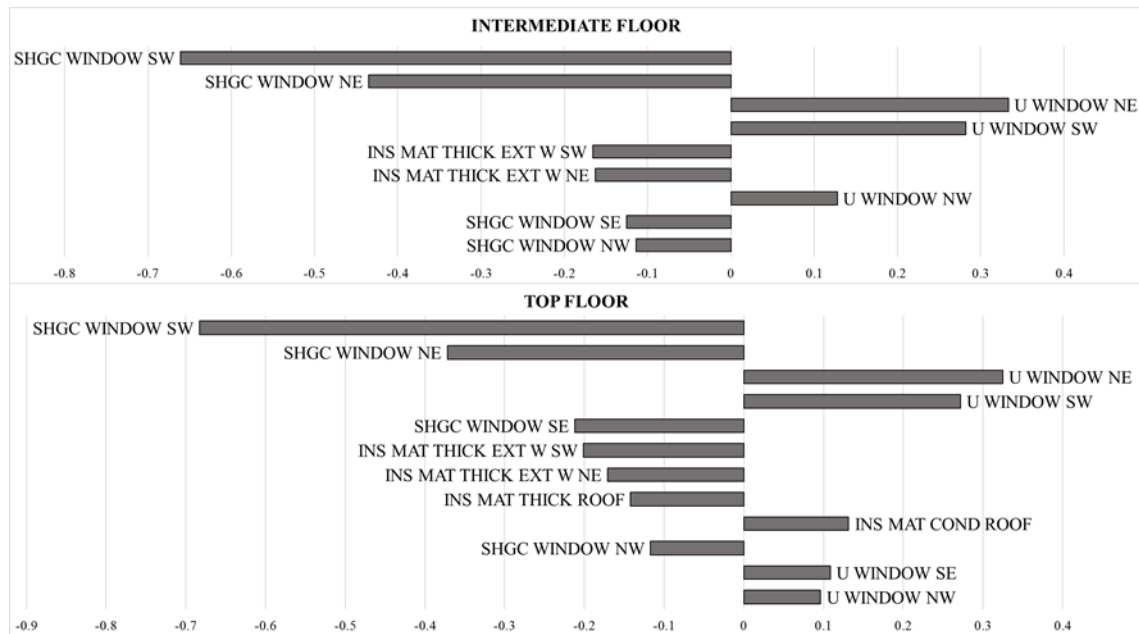 INTERMEDIATE FLOOR
SHGC WINDOW SW
SHGC WINDOW NE
U WINDOW NE
U WINDOW SW
INS MAT THICK EXT W SW
INS MAT THICK EXT W NE
U WINDOW NW
SHGC WINDOW SE
SHGC WINDOW NW
-0.8 -0.7 -0.6 -0.5 -0.4 -0.3 -0.2 -0.1 0 0.1 0.2 0.3 0.4
TOP FLOOR
SHGC WINDOW SW
SHGC WINDOW NE
U WINDOW NE
U WINDOW SW
SHGC WINDOW SE
INS MAT THICK EXT W SW
INS MAT THICK EXT W NE
INS MAT THICK ROOF
INS MAT COND ROOF
SHGC WINDOW NW
U WINDOW SE
U WINDOW NW
-0.9 -0.8 -0.7 -0.6 -0.5 -0.4 -0.3 -0.2 -0.1 0 0.1 0.2 0.3 0.4